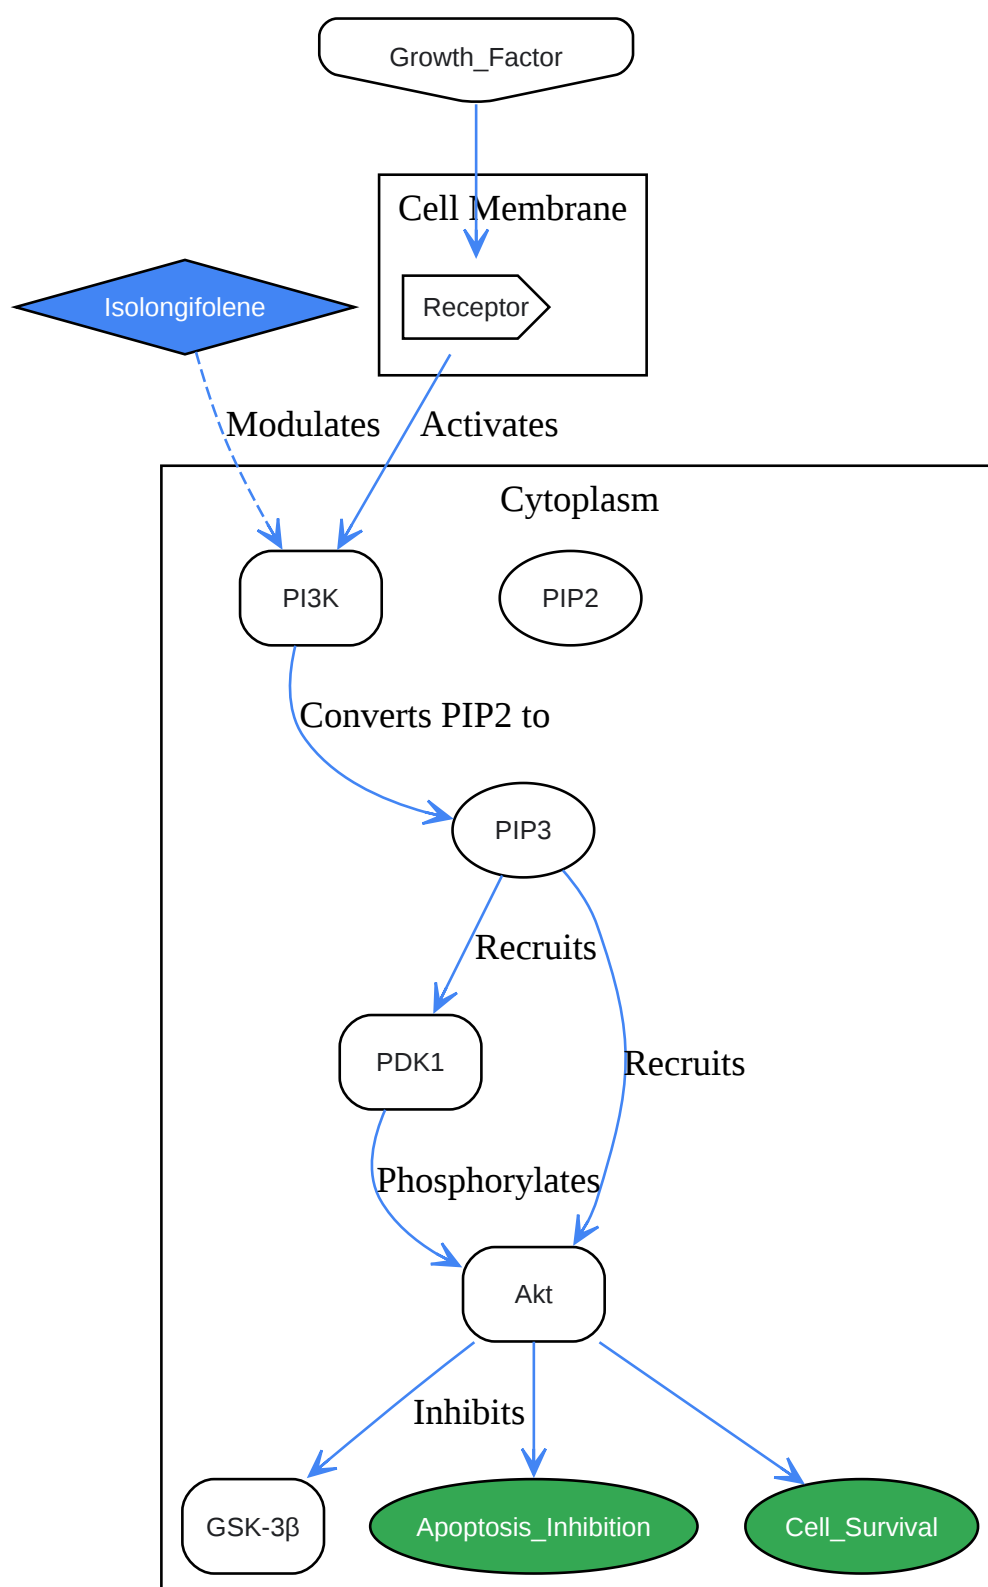 Growth_Factor
Cell Membrane
Isolongifolene
Receptor
Modulates
Activates
Cytoplasm
PI3K
PIP2
Converts PIP2 to
PIP3
Recruits
PDK1
Recruits
Phosphorylates
Akt
Inhibits
GSK-3β
Apoptosis_Inhibition
Cell_Survival